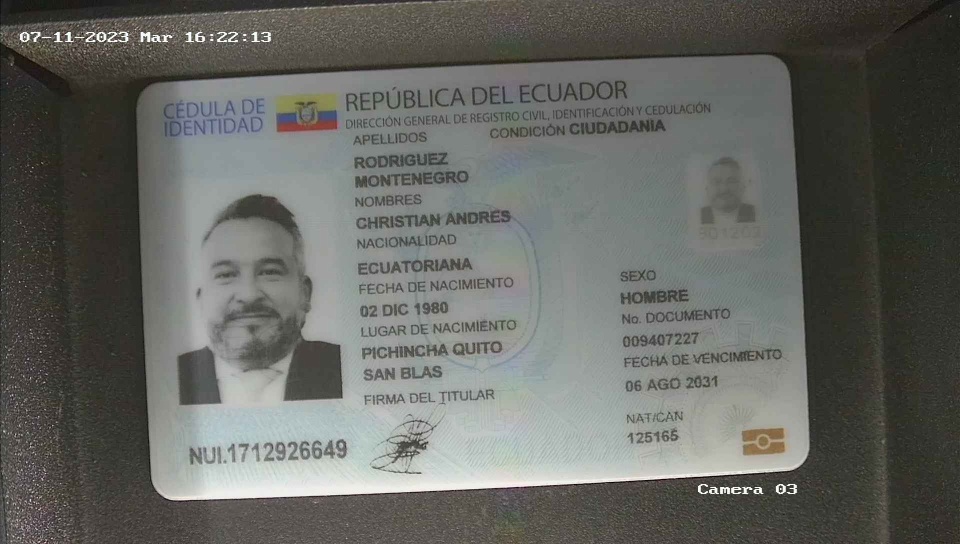 07-11-2023 Mar 16:22:13
CÉDULA DE
IDENTIDAD
REPÚBLICA DEL ECUADOR
DIRECCIÓN GENERAL DE REGISTRO CIVIL, IDENTIFICACIÓN Y CEDULACIÓN
APELLIDOS
CONDICIÓN CIUDADANIA
RODRIGUEZ
MONTENEGRO
NOMBRES
CHRISTIAN ANDRES
NACIONALIDAD
ECUATORIANA
FECHA DE NACIMIENTO
02 DIC 1980
LUGAR DE NACIMIENTO
PICHINCHA QUITO
SAN BLAS
FIRMA DEL TITULAR
SEXO
HOMBRE
No. DOCUMENTO
009407227
FECHA DE VENCIMIENTO
06 AGO 2031
NAT/CAN
125165
NUI.1712926649
Camera 03